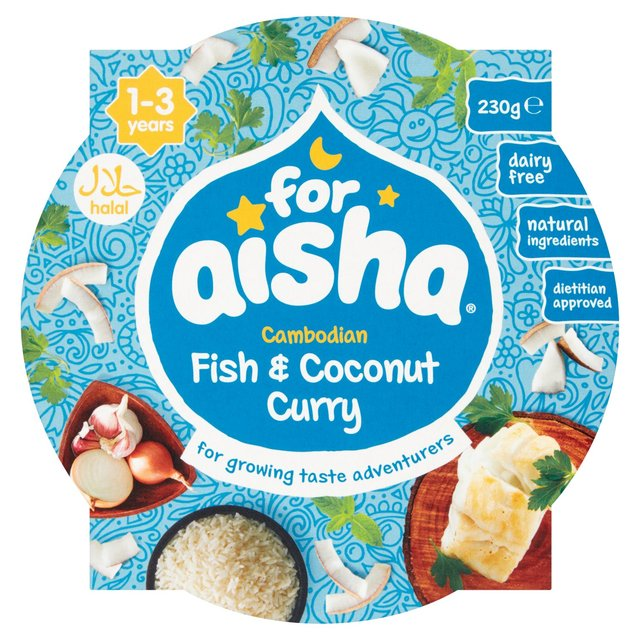 1-3
years
حلال
halal
230g ℮
dairy
free
natural
ingredients
dietitian
approved
for
aisha®
Cambodian
Fish & Coconut
Curry
for growing taste adventurers